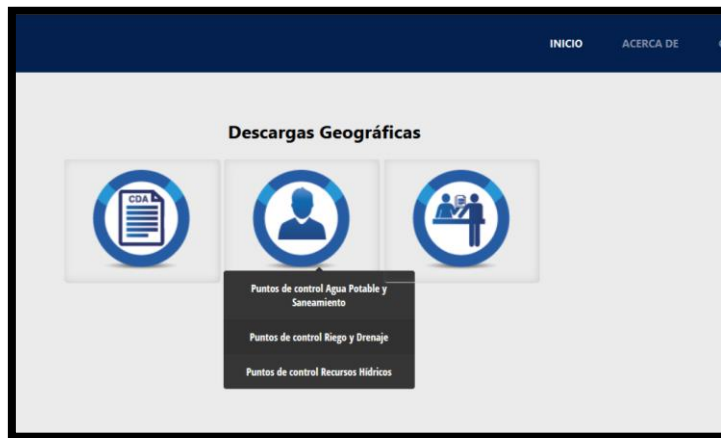 INICIO ACERCA DE
Descargas Geográficas
CDA
Puntos de control Agua Potable y
Saneamiento
Puntos de control Riego y Drenaje
Puntos de control Recursos Hídricos